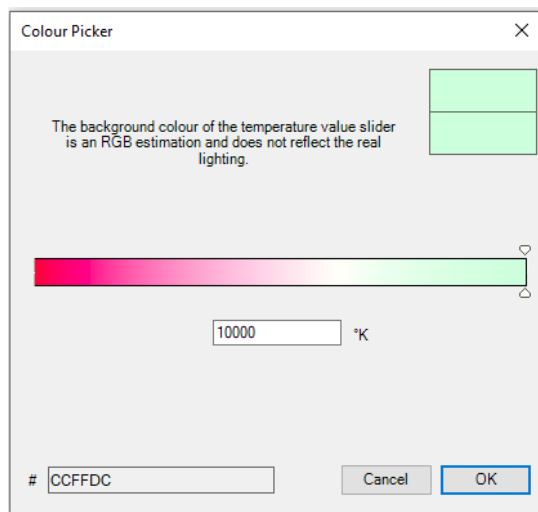 Colour Picker
The background colour of the temperature value slider
is an RGB estimation and does not reflect the real
lighting.
10000 °K
# CCFFDC Cancel OK